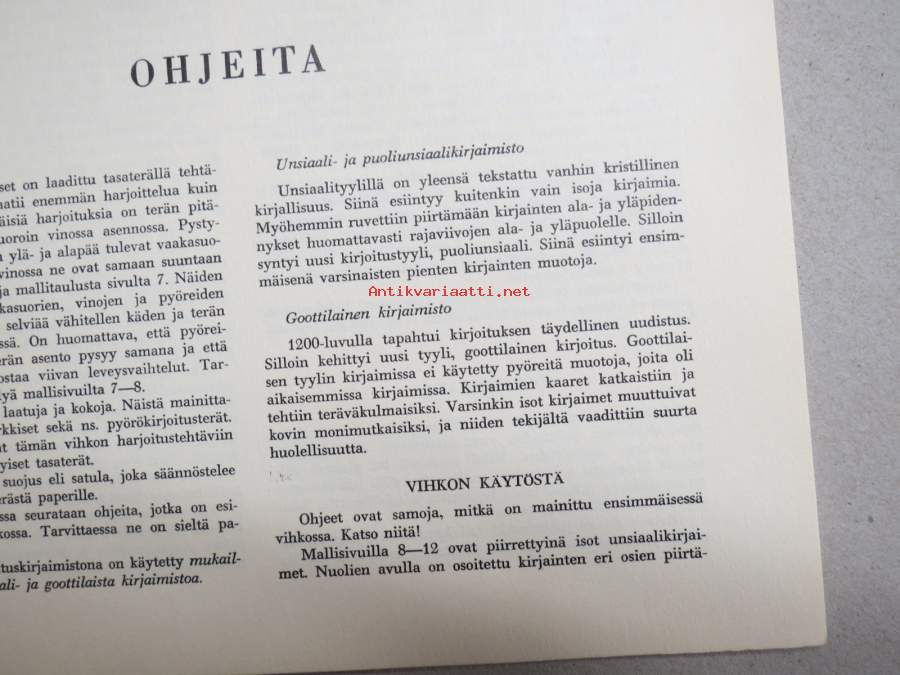 OHJEITA
set on laadittu tasaterällä tehtä-
aatii enemmän harjoittelua kuin
äisiä harjoituksia on terän pitä-
uoroin vinossa asennossa. Pysty-
ylä- ja alapää tulevat vaakasuo-
vinossa ne ovat samaan suuntaan
ja mallitaulusta sivulta 7. Näiden
kasuorien, vinojen ja pyöreiden
selviää vähitellen käden ja terän
ssä. On huomattava, että pyörei-
erän asento pysyy samana ja että
ostaa viivan leveysvaihtelut. Tar-
lyä mallisivuilta 7—8.
laatuja ja kokoja. Näistä mainitta-
rkkiset sekä ns. pyörökirjoitusterät.
at tämän vihkon harjoitustehtäviin
yiset tasaterät.
suojus eli satula, joka säännöstelee
erästä paperille.
ssa seurataan ohjeita, jotka on esi-
kossa. Tarvittaessa ne on sieltä pa-
tuskirjaimistona on käytetty mukail-
ali- ja goottilaista kirjaimistoa.
Unsiaali- ja puoliunsiaalikirjaimisto
Unsiaalityylillä on yleensä tekstattu vanhin kristillinen
kirjallisuus. Siinä esiintyy kuitenkin vain isoja kirjaimia.
Myöhemmin ruvettiin piirtämään kirjainten ala- ja yläpiden-
nykset huomattavasti rajaviivojen ala- ja yläpuolelle. Silloin
syntyi uusi kirjoitustyyli, puoliunsiaali. Siinä esiintyi ensim-
mäisenä varsinaisten pienten kirjainten muotoja.
Antikvariaatti.net
Goottilainen kirjaimisto
1200-luvulla tapahtui kirjoituksen täydellinen uudistus.
Silloin kehittyi uusi tyyli, goottilainen kirjoitus. Goottilai-
sen tyylin kirjaimissa ei käytetty pyöreitä muotoja, joita oli
aikaisemmissa kirjaimissa. Kirjaimien kaaret katkaistiin ja
tehtiin teräväkulmaisiksi. Varsinkin isot kirjaimet muuttuivat
kovin monimutkaisiksi, ja niiden tekijältä vaadittiin suurta
huolellisuutta.
VIHKON KÄYTÖSTÄ
Ohjeet ovat samoja, mitkä on mainittu ensimmäisessä
vihkossa. Katso niitä!
Mallisivuilla 8—12 ovat piirrettyinä isot unsiaalikirjai-
met. Nuolien avulla on osoitettu kirjainten eri osien piirtä-